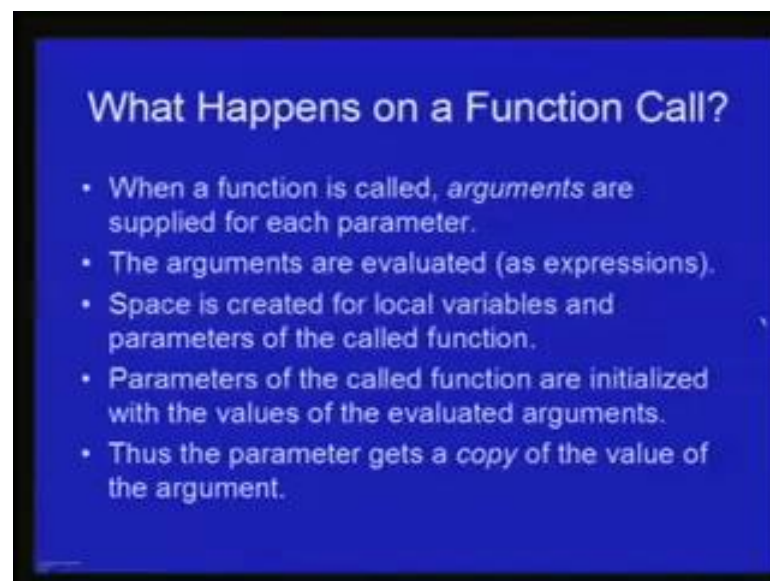 What Happens on a Function Call?
• When a function is called, arguments are
supplied for each parameter.
• The arguments are evaluated (as expressions).
• Space is created for local variables and
parameters of the called function.
• Parameters of the called function are initialized
with the values of the evaluated arguments.
• Thus the parameter gets a copy of the value of
the argument.